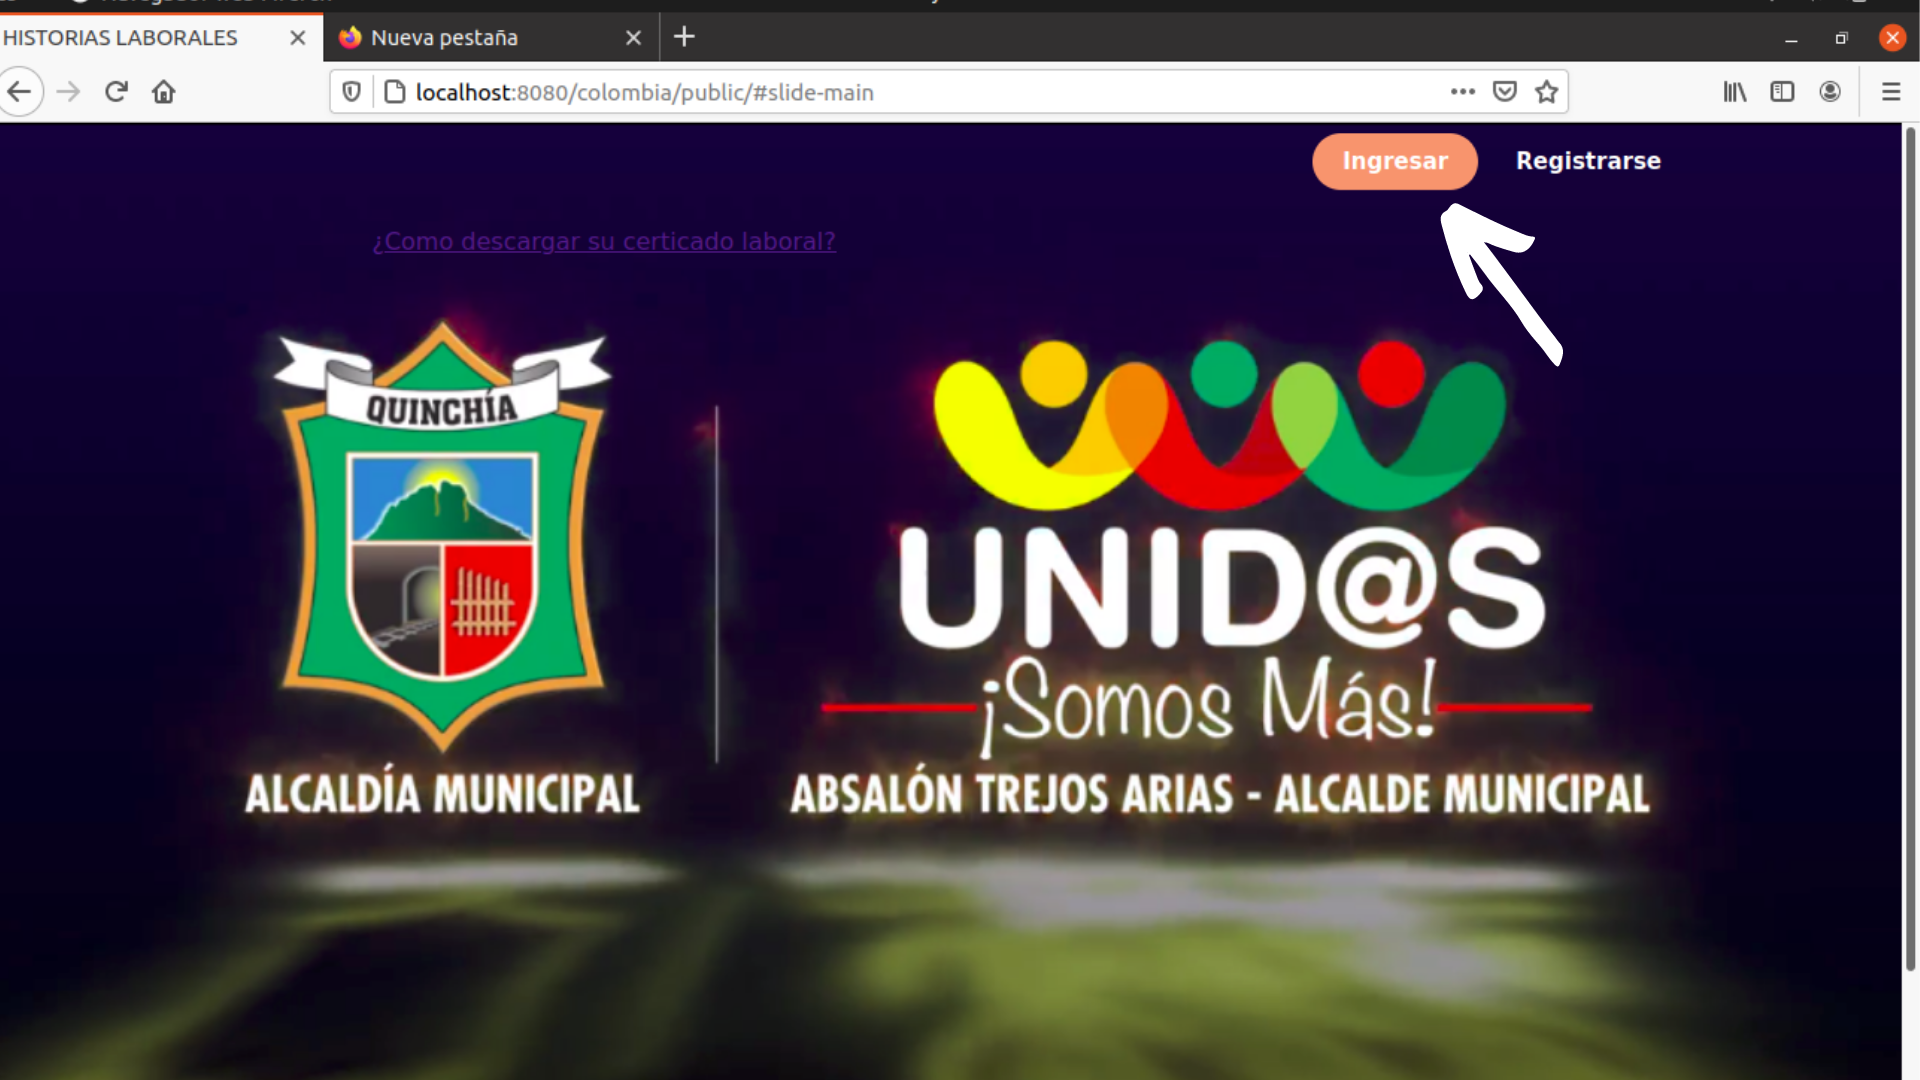 HISTORIAS LABORALES
Nueva pestaña
localhost:8080/colombia/public/#slide-main
Ingresar
Registrarse
¿Como descargar su certicado laboral?
QUINCHÍA
UNID@S
¡Somos Más!
ALCALDÍA MUNICIPAL
ABSALÓN TREJOS ARIAS - ALCALDE MUNICIPAL